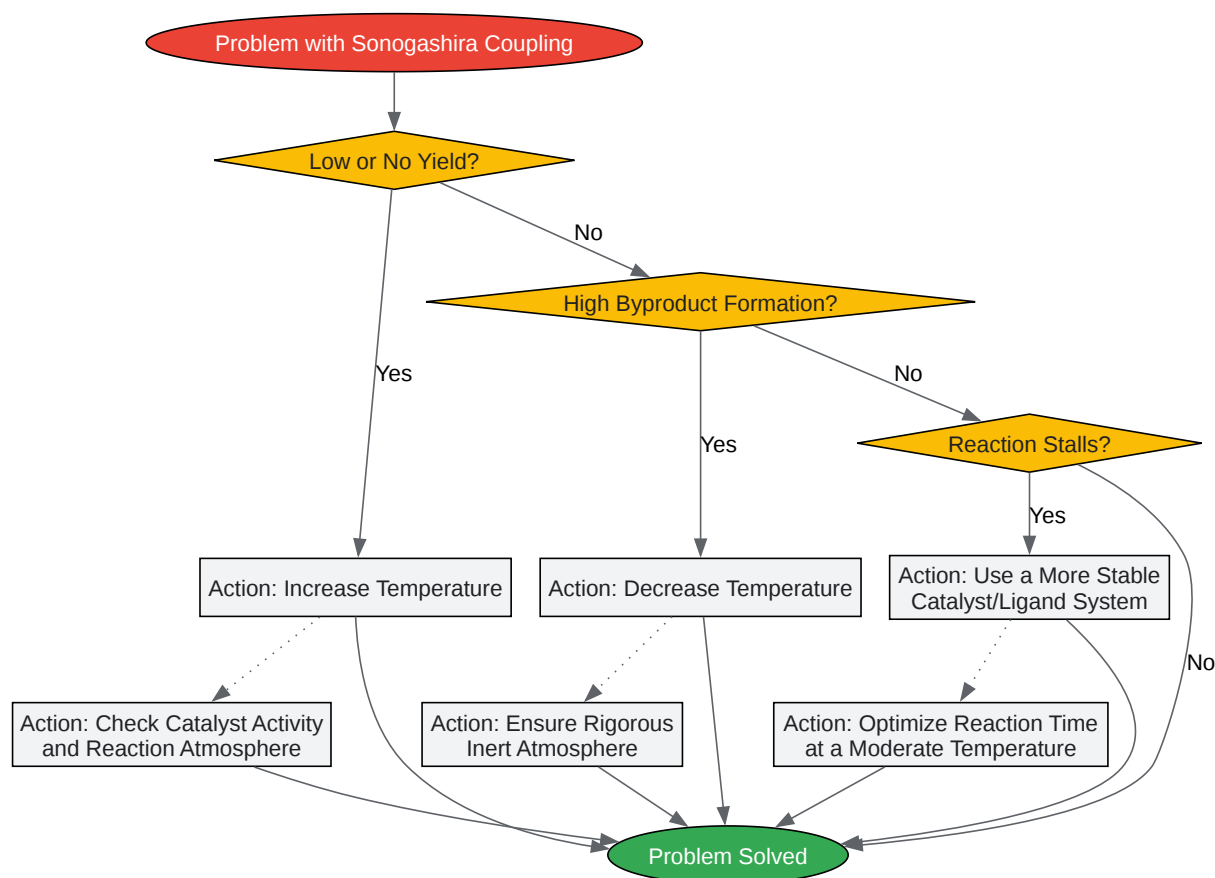 Problem with Sonogashira Coupling
Low or No Yield?
No
High Byproduct Formation?
Yes
No
Yes
Reaction Stalls?
Yes
Action: Increase Temperature
Action: Decrease Temperature
Action: Use a More Stable
Catalyst/Ligand System
No
Action: Check Catalyst Activity
and Reaction Atmosphere
Action: Ensure Rigorous
Inert Atmosphere
Action: Optimize Reaction Time
at a Moderate Temperature
Problem Solved